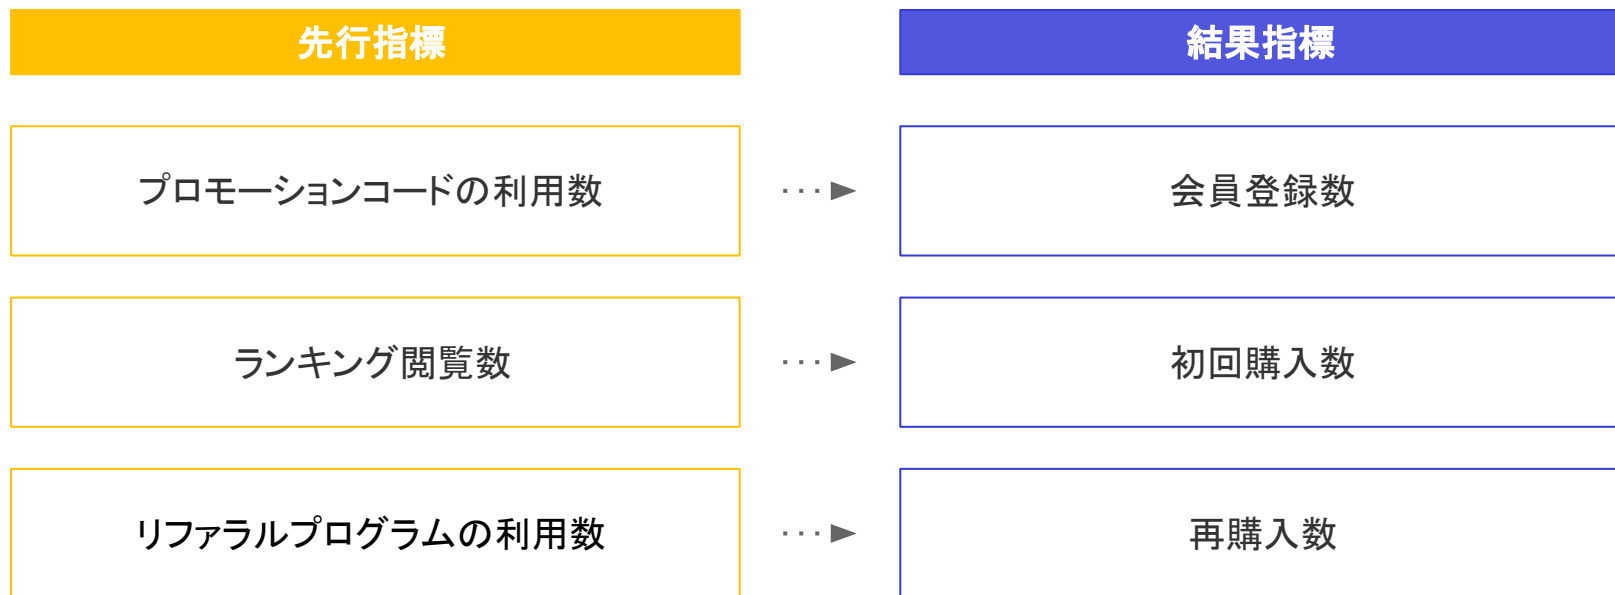 先行指標
結果指標
プロモーションコードの利用数
会員登録数
ランキング閲覧数
初回購入数
リファラルプログラムの利用数
再購入数